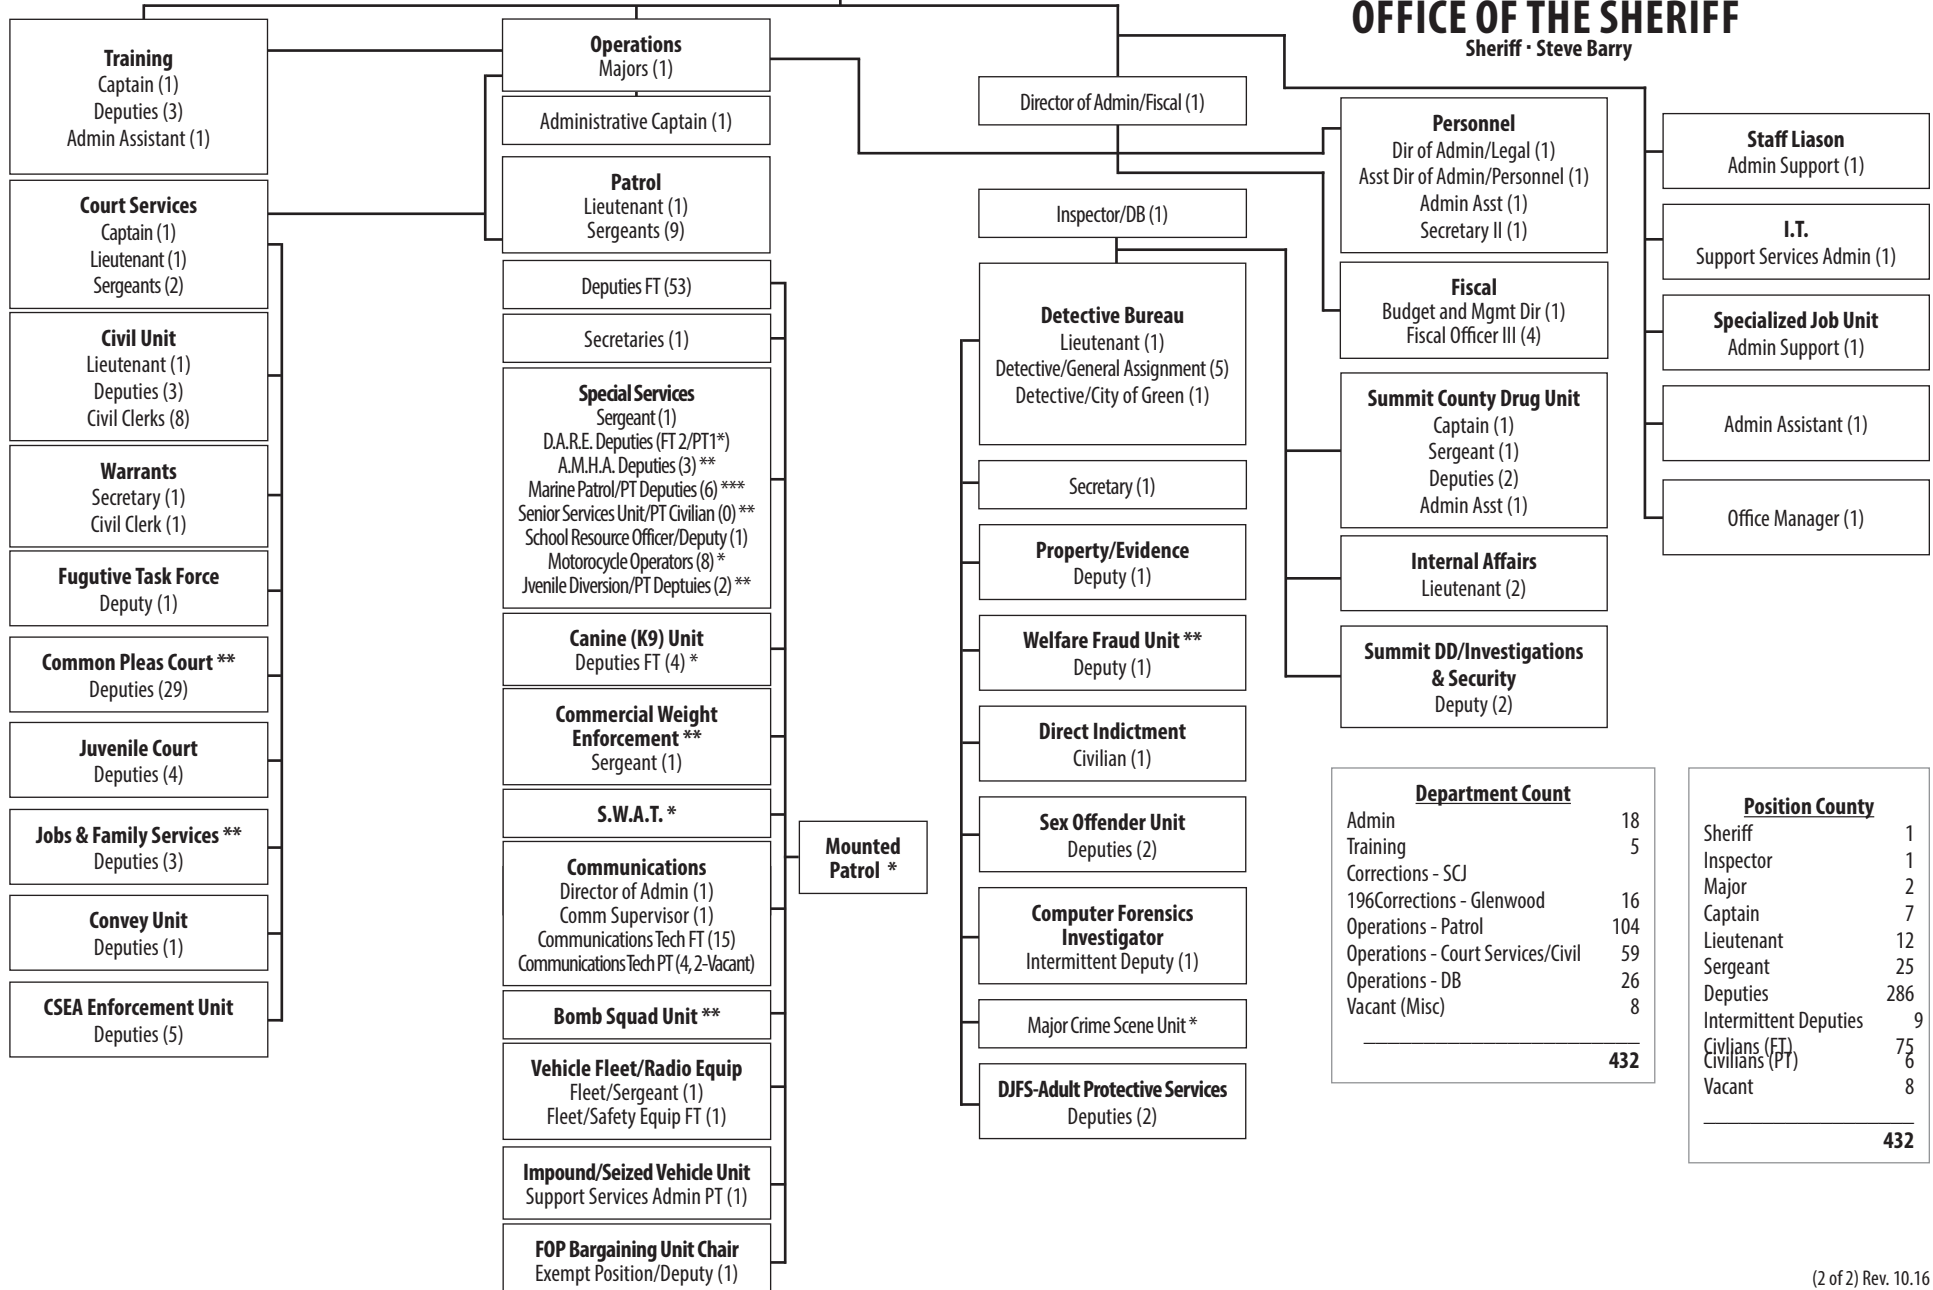 OFFICE OF THE SHERIFF
Sheriff · Steve Barry
Training
Captain (1)
Deputies (3)
Admin Assistant (1)
Court Services
Captain (1)
Lieutenant (1)
Sergeants (2)
Civil Unit
Lieutenant (1)
Deputies (3)
Civil Clerks (8)
Warrants
Secretary (1)
Civil Clerk (1)
Fugutive Task Force
Deputy (1)
Common Pleas Court **
Deputies (29)
Juvenile Court
Deputies (4)
Jobs & Family Services **
Deputies (3)
Convey Unit
Deputies (1)
CSEA Enforcement Unit
Deputies (5)
Operations
Majors (1)
Administrative Captain (1)
Patrol
Lieutenant (1)
Sergeants (9)
Deputies FT (53)
Secretaries (1)
Special Services
Sergeant (1)
D.A.R.E. Deputies (FT 2/PT1*)
A.M.H.A. Deputies (3) **
Marine Patrol/PT Deputies (6) ***
Senior Services Unit/PT Civilian (0) **
School Resource Officer/Deputy (1)
Motorocycle Operators (8) *
Jvenile Diversion/PT Deptuies (2) **
Canine (K9) Unit
Deputies FT (4) *
Commercial Weight
Enforcement **
Sergeant (1)
S.W.A.T. *
Communications
Director of Admin (1)
Comm Supervisor (1)
Communications Tech FT (15)
Communications Tech PT (4, 2-Vacant)
Bomb Squad Unit **
Vehicle Fleet/Radio Equip
Fleet/Sergeant (1)
Fleet/Safety Equip FT (1)
Impound/Seized Vehicle Unit
Support Services Admin PT (1)
FOP Bargaining Unit Chair
Exempt Position/Deputy (1)
Mounted
Patrol *
Director of Admin/Fiscal (1)
Inspector/DB (1)
Detective Bureau
Lieutenant (1)
Detective/General Assignment (5)
Detective/City of Green (1)
Secretary (1)
Property/Evidence
Deputy (1)
Welfare Fraud Unit **
Deputy (1)
Direct Indictment
Civilian (1)
Sex Offender Unit
Deputies (2)
Computer Forensics
Investigator
Intermittent Deputy (1)
Major Crime Scene Unit *
DJFS-Adult Protective Services
Deputies (2)
Personnel
Dir of Admin/Legal (1)
Asst Dir of Admin/Personnel (1)
Admin Asst (1)
Secretary II (1)
Fiscal
Budget and Mgmt Dir (1)
Fiscal Officer III (4)
Summit County Drug Unit
Captain (1)
Sergeant (1)
Deputies (2)
Admin Asst (1)
Internal Affairs
Lieutenant (2)
Summit DD/Investigations
& Security
Deputy (2)
Staff Liason
Admin Support (1)
I.T.
Support Services Admin (1)
Specialized Job Unit
Admin Support (1)
Admin Assistant (1)
Office Manager (1)
Department Count
Admin 18
Training 5
Corrections - SCJ
196Corrections - Glenwood 16
Operations - Patrol 104
Operations - Court Services/Civil 59
Operations - DB 26
Vacant (Misc) 8
432
Position County
Sheriff 1
Inspector 1
Major 2
Captain 7
Lieutenant 12
Sergeant 25
Deputies 286
Intermittent Deputies 9
Civlians (FT) 75
Civilians (PT) 6
Vacant 8
432
(2 of 2) Rev. 10.16